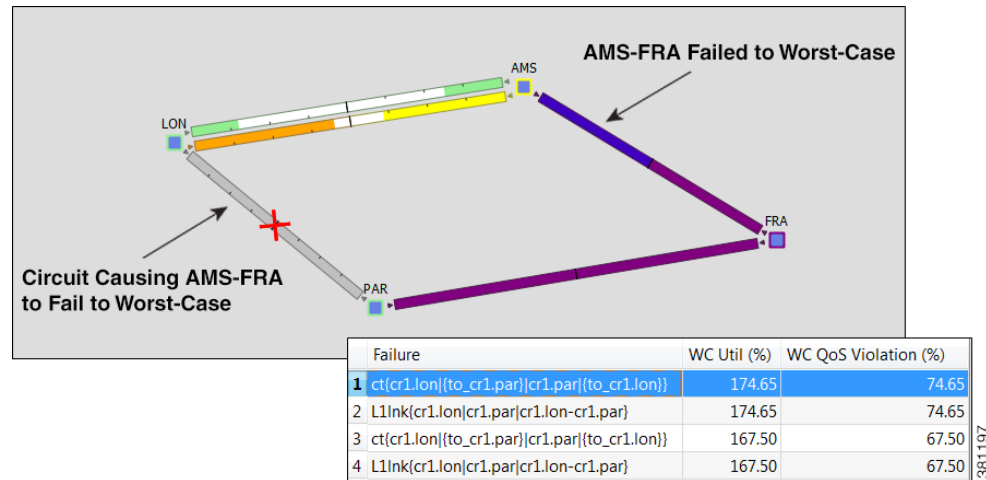 AMS-FRA Failed to Worst-Case
AMS
LON
FRA
Circuit Causing AMS-FRA
to Fail to Worst-Case
PAR
Failure WC Util (%) WC QoS Violation (%)
1 ct{cr1.lon|{to_cr1.par}|cr1.par|{to_cr1.lon}} 174.65 74.65
2 L1lnk{cr1.lon|cr1.par|cr1.lon-cr1.par} 174.65 74.65
3 ct{cr1.lon|{to_cr1.par}|cr1.par|{to_cr1.lon}} 167.50 67.50
4 L1lnk{cr1.lon|cr1.par|cr1.lon-cr1.par} 167.50 67.50
381197